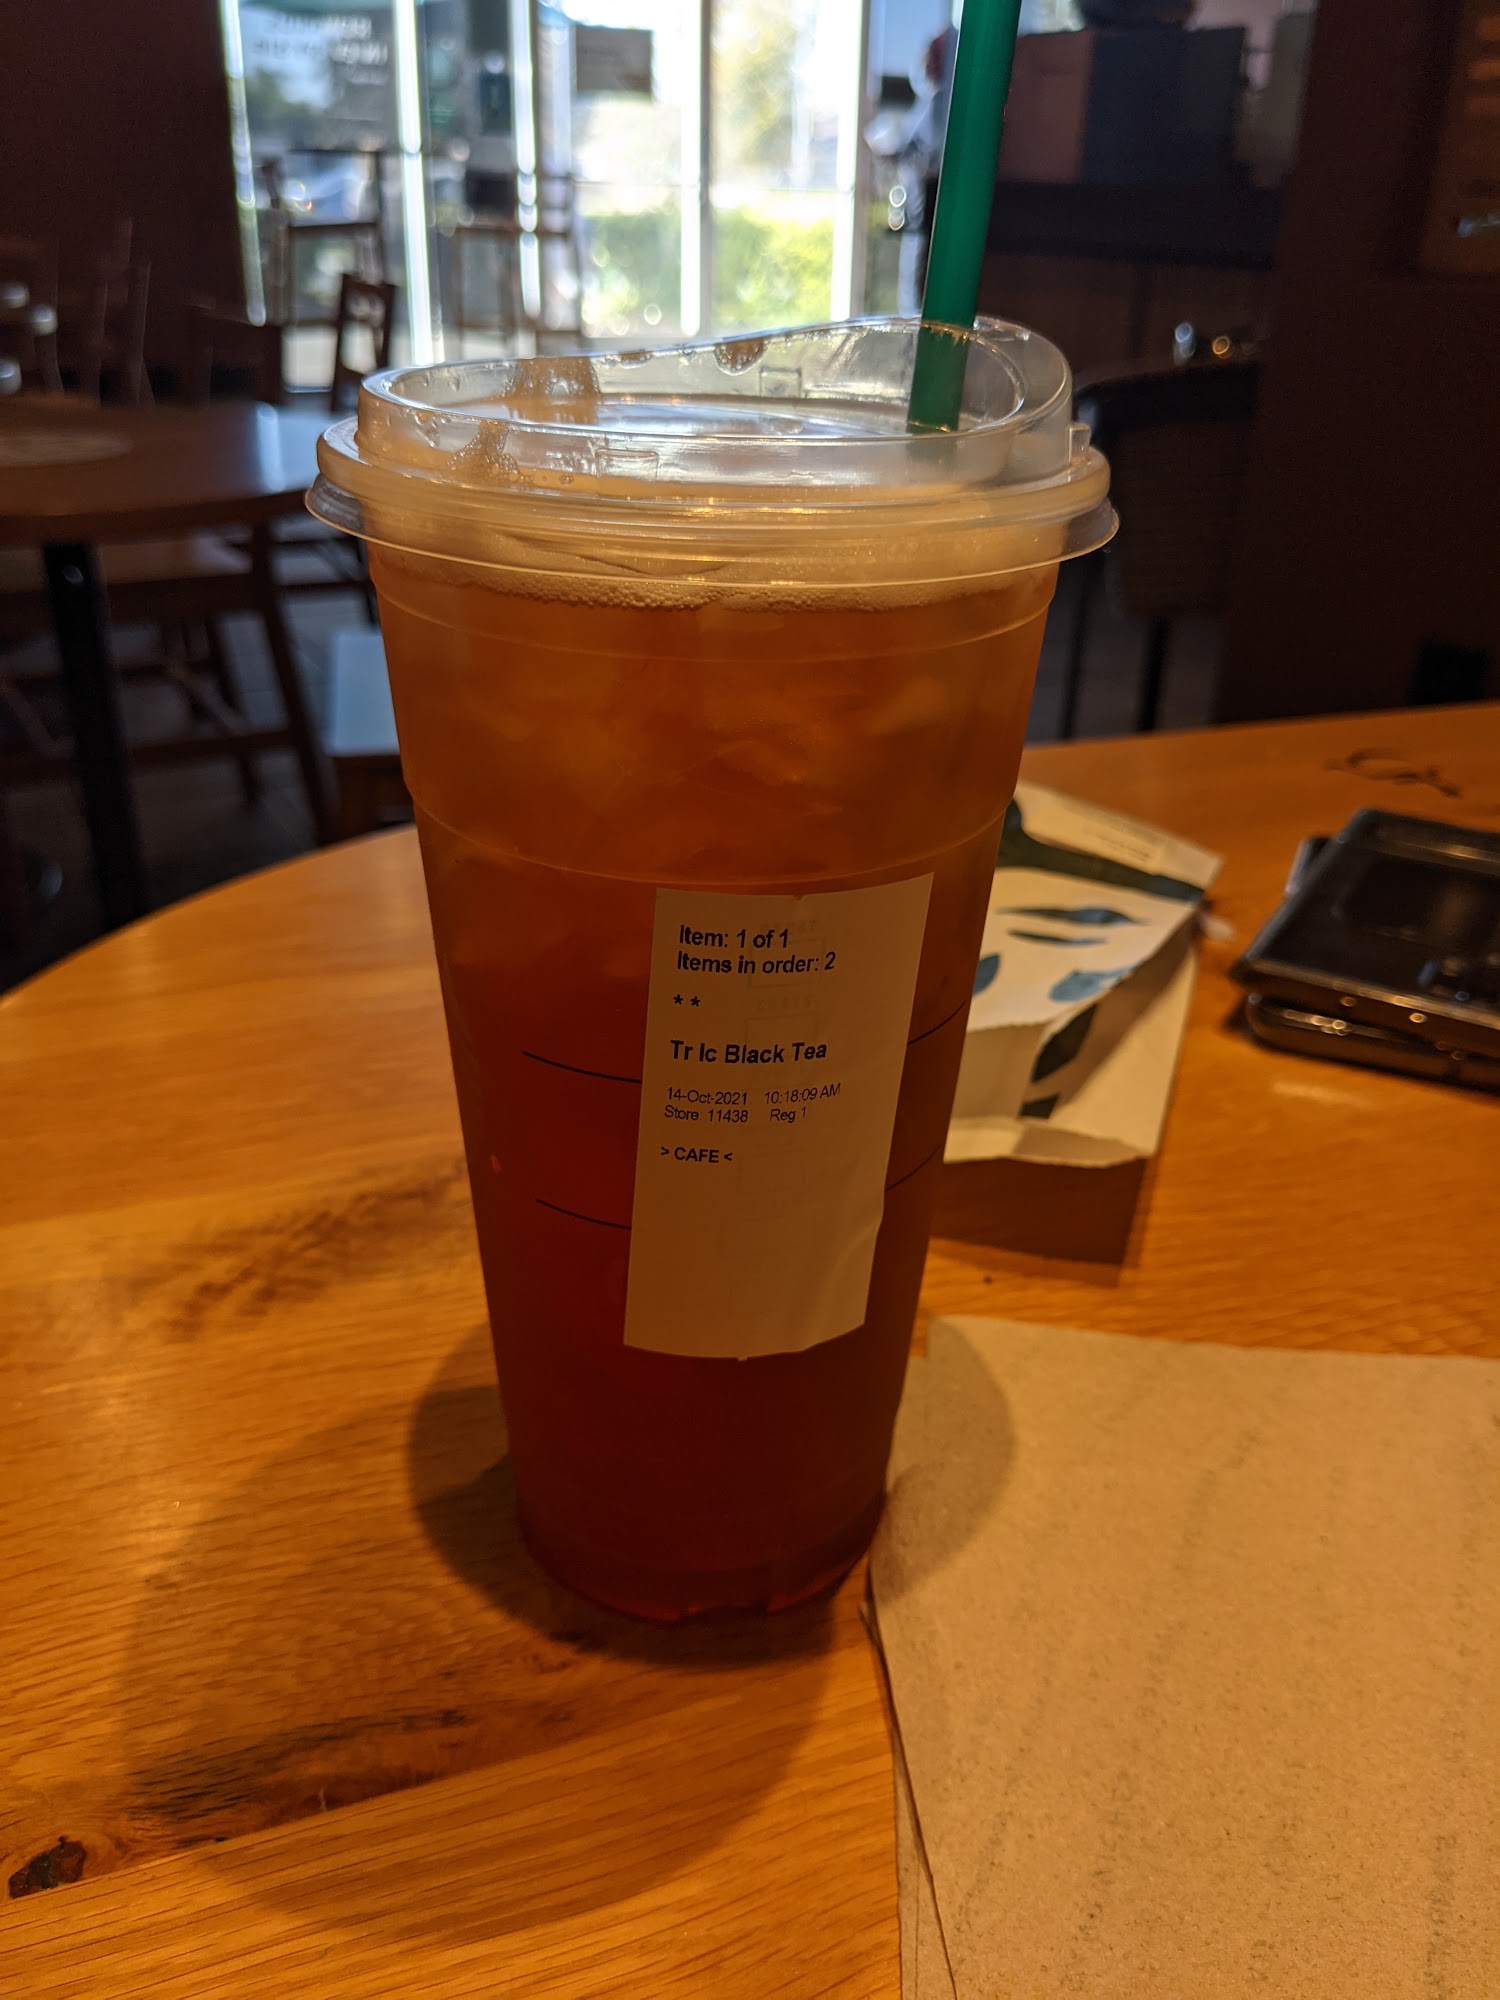 Item: 1 of 1
Items in order: 2
* *
Tr Ic Black Tea
14-Oct-2021 10:18:09 AM
Store 11438 Reg 1
> CAFE <